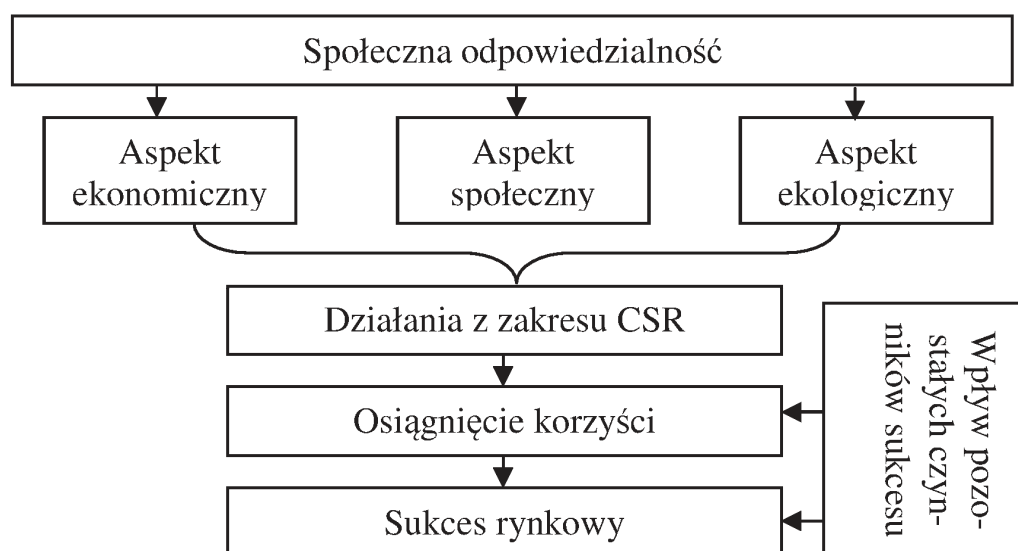 Społeczna odpowiedzialność
Aspekt
ekonomiczny
Aspekt
społeczny
Aspekt
ekologiczny
Działania z zakresu CSR
Osiągnięcie korzyści
Sukces rynkowy
Wpływ pozo-
stałych czyn-
ników sukcesu